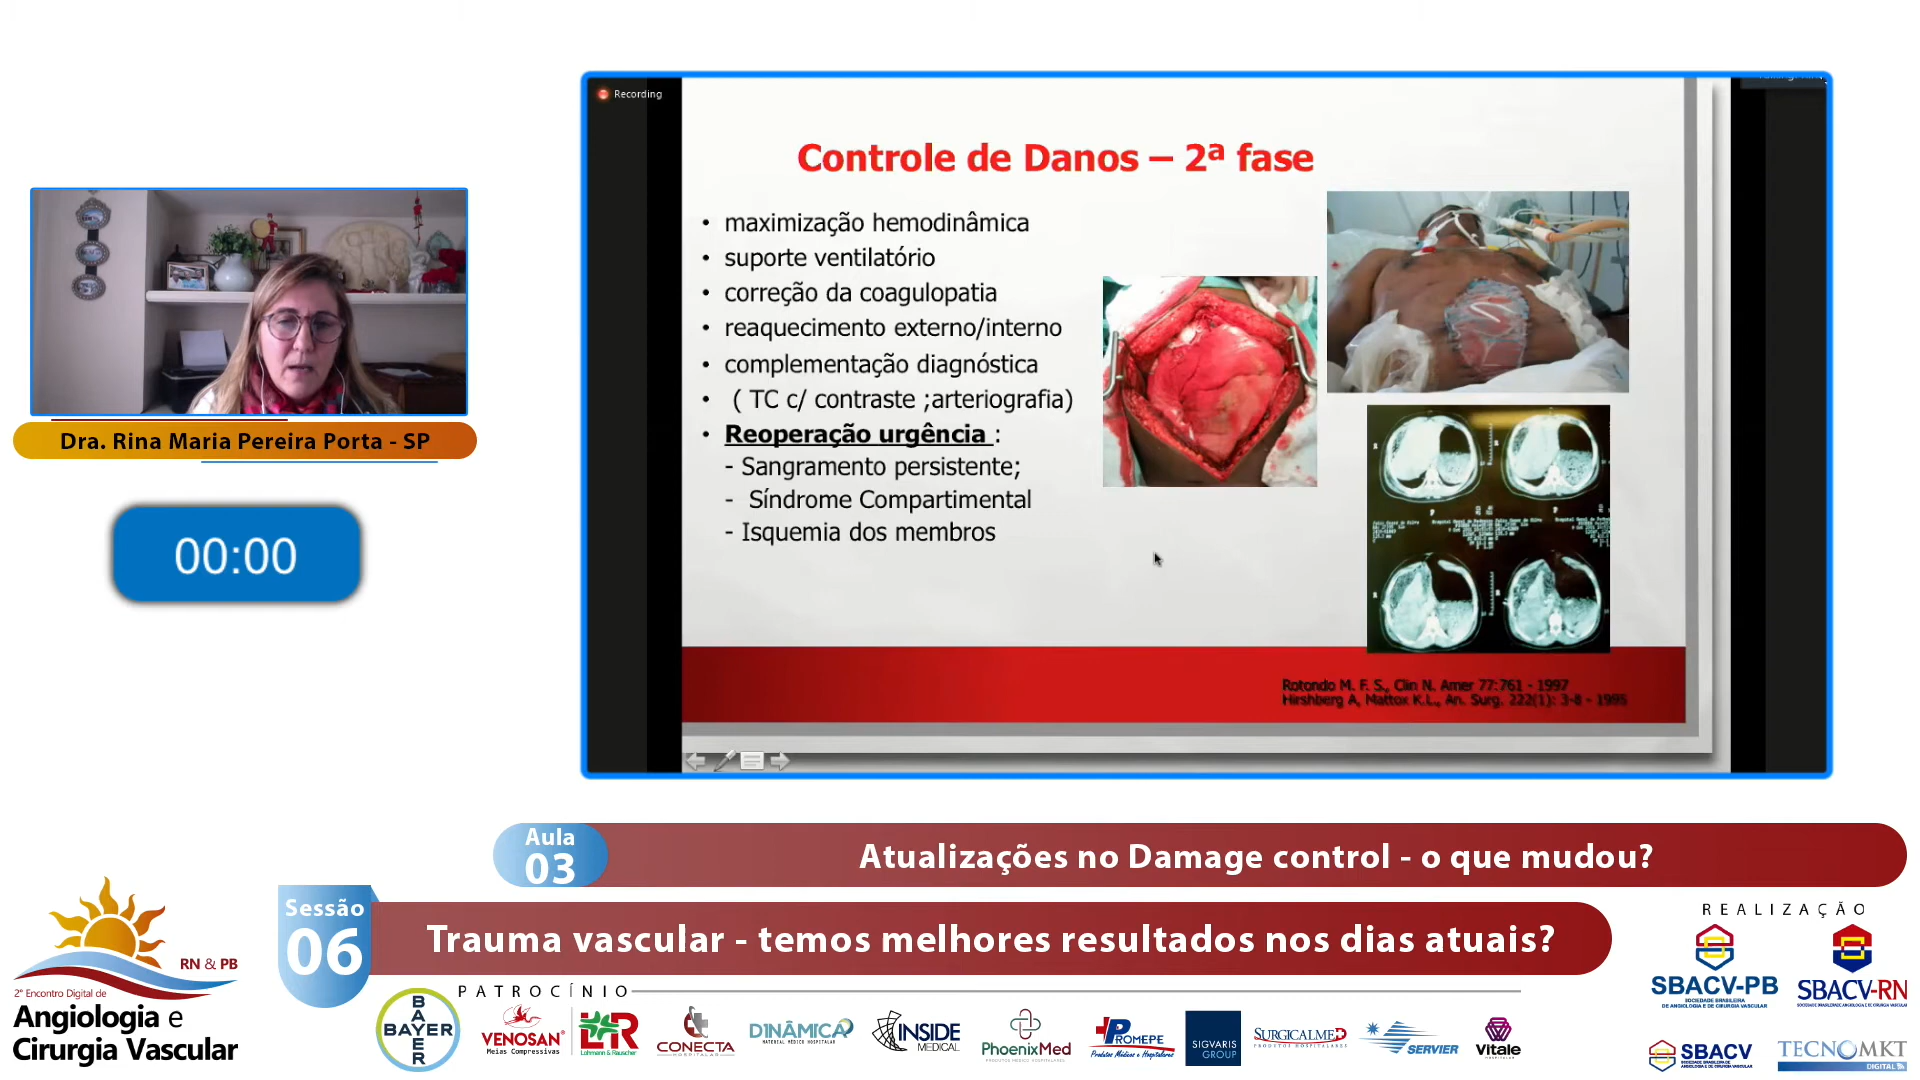 Recording
Controle de Danos – 2ª fase
• maximização hemodinâmica
• suporte ventilatório
• correção da coagulopatia
• reaquecimento externo/interno
• complementação diagnóstica
• ( TC c/ contraste ;arteriografia)
• Reoperação urgência :
- Sangramento persistente;
- Síndrome Compartimental
- Isquemia dos membros
Rotondo M. F. S., Clin N. Amer 77:761 - 1997
Hirshberg A, Mattox K.L., An. Surg. 222(1): 3-8 - 1995
Dra. Rina Maria Pereira Porta - SP
00:00
Aula
03
Atualizações no Damage control - o que mudou?
Sessão
06
Trauma vascular - temos melhores resultados nos dias atuais?
RN & PB
2º Encontro Digital de
Angiologia e
Cirurgia Vascular
PATROCÍNIO
BAYER
BAYER
VENOSAN®
Meias Compressivas
L&R
Lohmann & Rauscher
CONECTA
HOSPITALAR
DINÂMICA
MATERIAL MÉDICO HOSPITALAR
INSIDE
MEDICAL
PhoenixMed
PRODUTOS MÉDICOS E HOSPITALARES
PROMEPE
Produtos Médicos e Hospitalares
SIGVARIS
GROUP
SURGICALMED
PRODUTOS HOSPITALARES
SERVIER
Vitale
HOSPITALAR
REALIZAÇÃO
SBACV-PB
SOCIEDADE BRASILEIRA
DE ANGIOLOGIA E DE CIRURGIA VASCULAR
SBACV-RN
SOCIEDADE BRASILEIRA DE ANGIOLOGIA E DE CIRURGIA VASCULAR
SBACV
SOCIEDADE BRASILEIRA DE
ANGIOLOGIA E DE CIRURGIA VASCULAR
TECNOMKT
DIGITAL